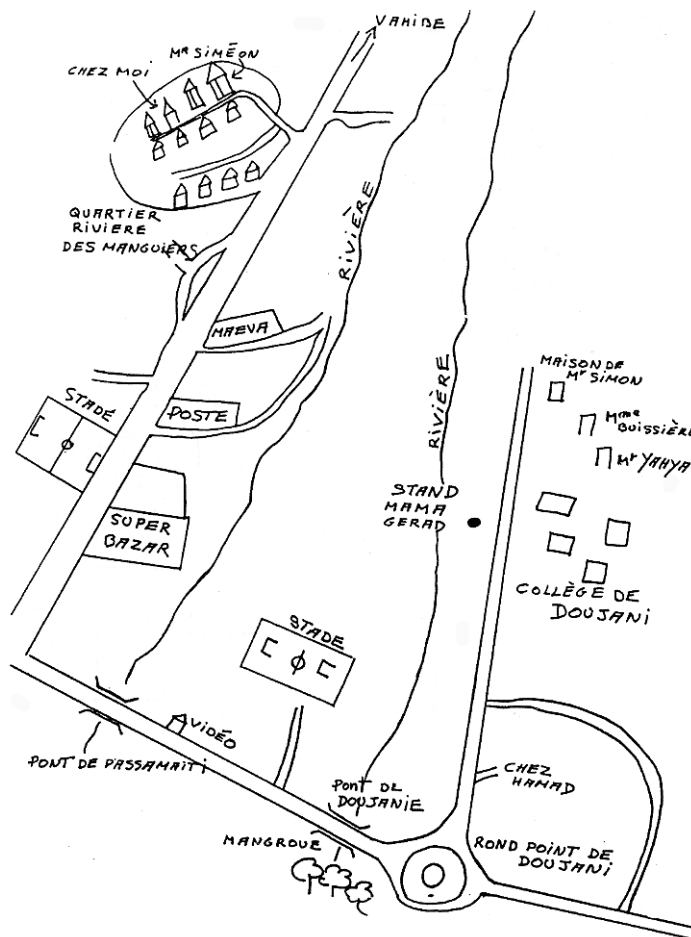 VAHIBE
Mr SIMÉON
CHEZ MOI
QUARTIER
RIVIERE
DES MANGUIERS
RIVIÈRE
MAEVA
STADE
POSTE
RIVIÈRE
MAISON DE
Mr SIMON
Mme
BUISSIÈRE
Mr YAHYA
STAND
MAMA
GERAD
SUPER
BAZAR
COLLÈGE DE
DOUJANI
STADE
VIDÉO
PONT DE PASSAMAITI
PONT DE
DOUJANIE
CHEZ
HAMAD
MANGROVE
ROND POINT DE
DOUJANI